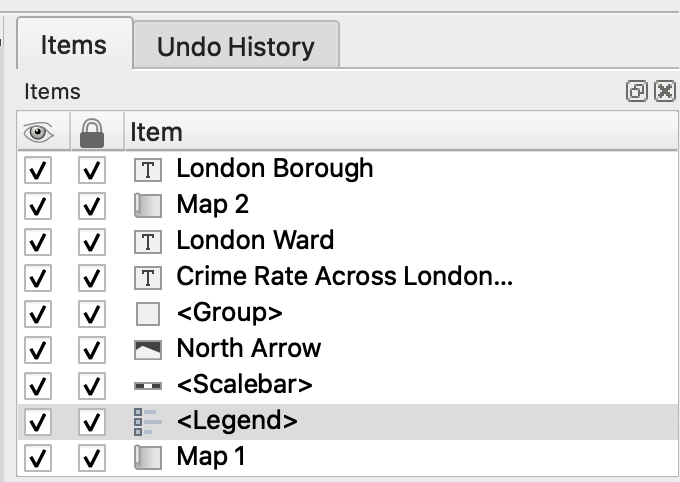 Items
Undo History
Items
Item
T London Borough
Map 2
T London Ward
T Crime Rate Across London...
<Group>
North Arrow
<Scalebar>
<Legend>
Map 1